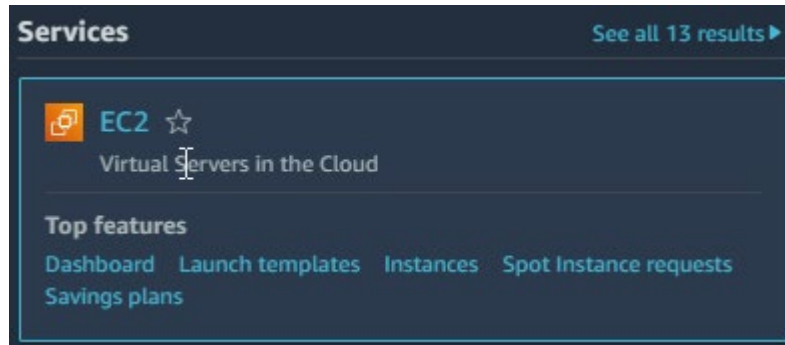 Services
See all 13 results
EC2
Virtual Servers in the Cloud
Top features
Dashboard Launch templates Instances Spot Instance requests
Savings plans